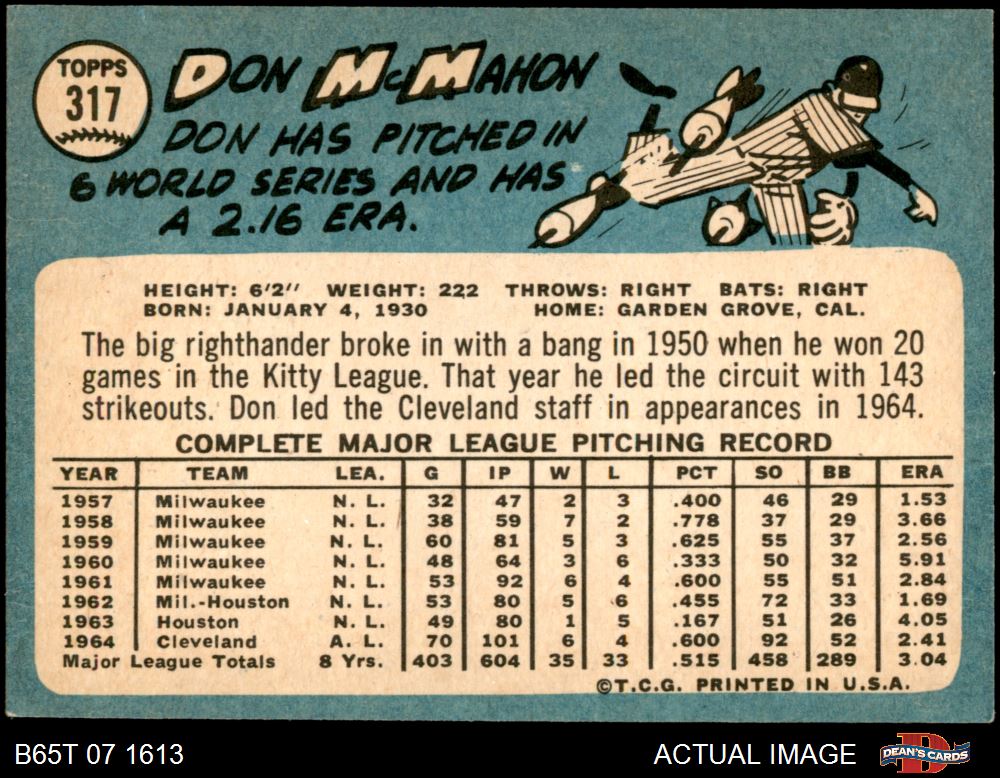 TOPPS
317
DON McMAHON
DON HAS PITCHED IN
6 WORLD SERIES AND HAS
A 2.16 ERA.
HEIGHT: 6'2" WEIGHT: 222 THROWS: RIGHT BATS: RIGHT
BORN: JANUARY 4, 1930 HOME: GARDEN GROVE, CAL.
The big righthander broke in with a bang in 1950 when he won 20
games in the Kitty League. That year he led the circuit with 143
strikeouts. Don led the Cleveland staff in appearances in 1964.
COMPLETE MAJOR LEAGUE PITCHING RECORD
YEAR TEAM LEA. G IP W L PCT SO BB ERA
1957 Milwaukee N. L. 32 47 2 3 .400 46 29 1.53
1958 Milwaukee N. L. 38 59 7 2 .778 37 29 3.66
1959 Milwaukee N. L. 60 81 5 3 .625 55 37 2.56
1960 Milwaukee N. L. 48 64 3 6 .333 50 32 5.91
1961 Milwaukee N. L. 53 92 6 4 .600 55 51 2.84
1962 Mil.-Houston N. L. 53 80 5 6 .455 72 33 1.69
1963 Houston N. L. 49 80 1 5 .167 51 26 4.05
1964 Cleveland A. L. 70 101 6 4 .600 92 52 2.41
Major League Totals 8 Yrs. 403 604 35 33 .515 458 289 3.04
©T.C.G. PRINTED IN U.S.A.
B65T 07 1613 ACTUAL IMAGE DEAN'S CARDS